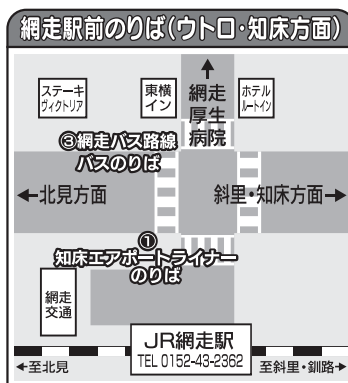 網走駅前のりば(ウトロ・知床方面)
ステーキ
ヴィクトリア
東横
イン
網走
厚生
病院
ホテル
ルートイン
③網走バス路線
バスのりば
←北見方面
斜里・知床方面→
①
知床エアポートライナー
のりば
網走
交通
JR網走駅
TEL 0152-43-2362
←至北見
至斜里・釧路→